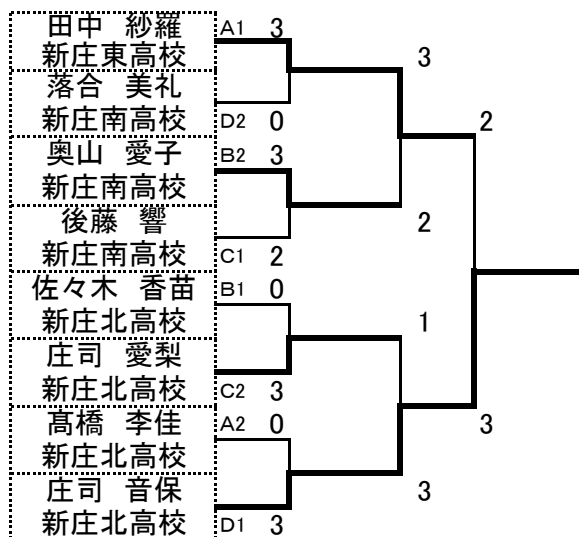 田中 紗羅 A1 3
新庄東高校
3
落合 美礼
新庄南高校 D2 0
2
奥山 愛子 B2 3
新庄南高校
後藤 響
2
新庄南高校 C1 2
佐々木 香苗 B1 0
新庄北高校
1
庄司 愛梨
新庄北高校 C2 3
髙橋 李佳 A2 0
3
新庄北高校
庄司 音保
3
新庄北高校 D1 3